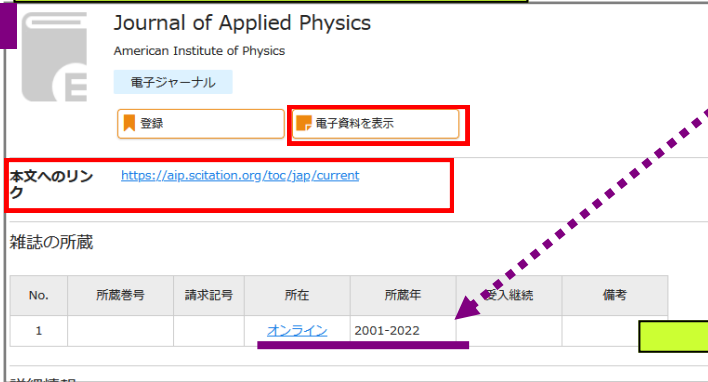 Journal of Applied Physics
American Institute of Physics
E
電子ジャーナル
登録 電子資料を表示
本文へのリン
ク
https://aip.scitation.org/toc/jap/current
雑誌の所蔵
No. 所蔵巻号 請求記号 所在 所蔵年 受入継続 備考
1 オンライン 2001-2022